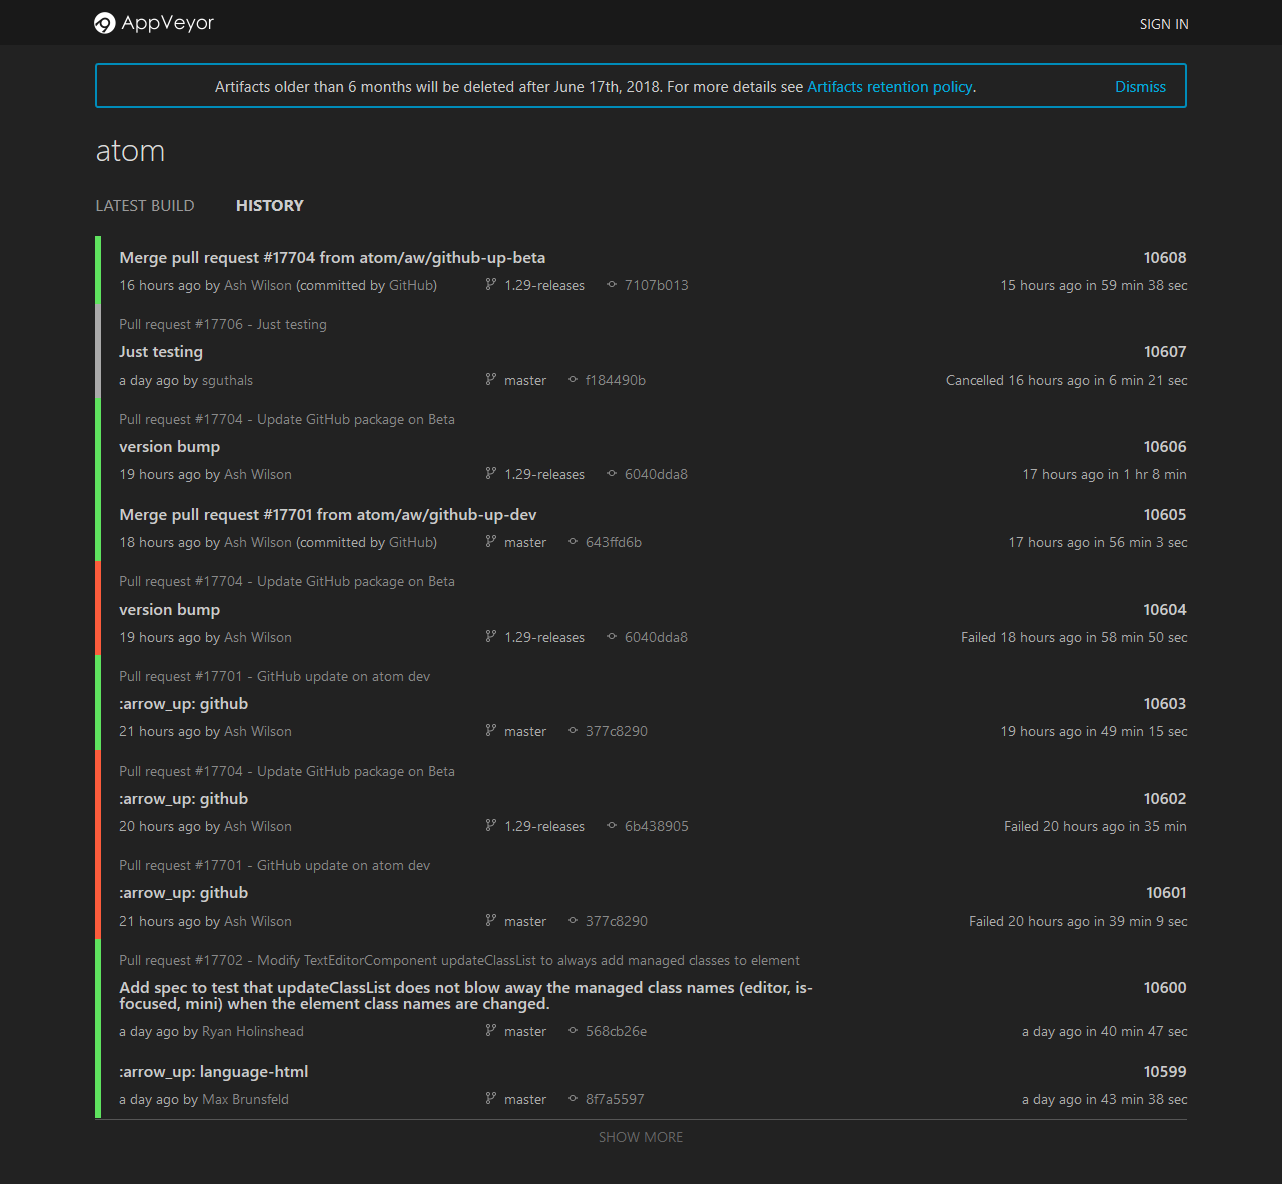 AppVeyor
SIGN IN
Artifacts older than 6 months will be deleted after June 17th, 2018. For more details see Artifacts retention policy.
Dismiss
atom
LATEST BUILD HISTORY
Merge pull request #17704 from atom/aw/github-up-beta 10608
16 hours ago by Ash Wilson (committed by GitHub) 1.29-releases 7107b013 15 hours ago in 59 min 38 sec
Pull request #17706 - Just testing
Just testing 10607
a day ago by sguthals master f184490b Cancelled 16 hours ago in 6 min 21 sec
Pull request #17704 - Update GitHub package on Beta
version bump 10606
19 hours ago by Ash Wilson 1.29-releases 6040dda8 17 hours ago in 1 hr 8 min
Merge pull request #17701 from atom/aw/github-up-dev 10605
18 hours ago by Ash Wilson (committed by GitHub) master 643ffd6b 17 hours ago in 56 min 3 sec
Pull request #17704 - Update GitHub package on Beta
version bump 10604
19 hours ago by Ash Wilson 1.29-releases 6040dda8 Failed 18 hours ago in 58 min 50 sec
Pull request #17701 - GitHub update on atom dev
:arrow_up: github 10603
21 hours ago by Ash Wilson master 377c8290 19 hours ago in 49 min 15 sec
Pull request #17704 - Update GitHub package on Beta
:arrow_up: github 10602
20 hours ago by Ash Wilson 1.29-releases 6b438905 Failed 20 hours ago in 35 min
Pull request #17701 - GitHub update on atom dev
:arrow_up: github 10601
21 hours ago by Ash Wilson master 377c8290 Failed 20 hours ago in 39 min 9 sec
Pull request #17702 - Modify TextEditorComponent updateClassList to always add managed classes to element
Add spec to test that updateClassList does not blow away the managed class names (editor, is- 10600
focused, mini) when the element class names are changed.
a day ago by Ryan Holinshead master 568cb26e a day ago in 40 min 47 sec
:arrow_up: language-html 10599
a day ago by Max Brunsfeld master 8f7a5597 a day ago in 43 min 38 sec
SHOW MORE